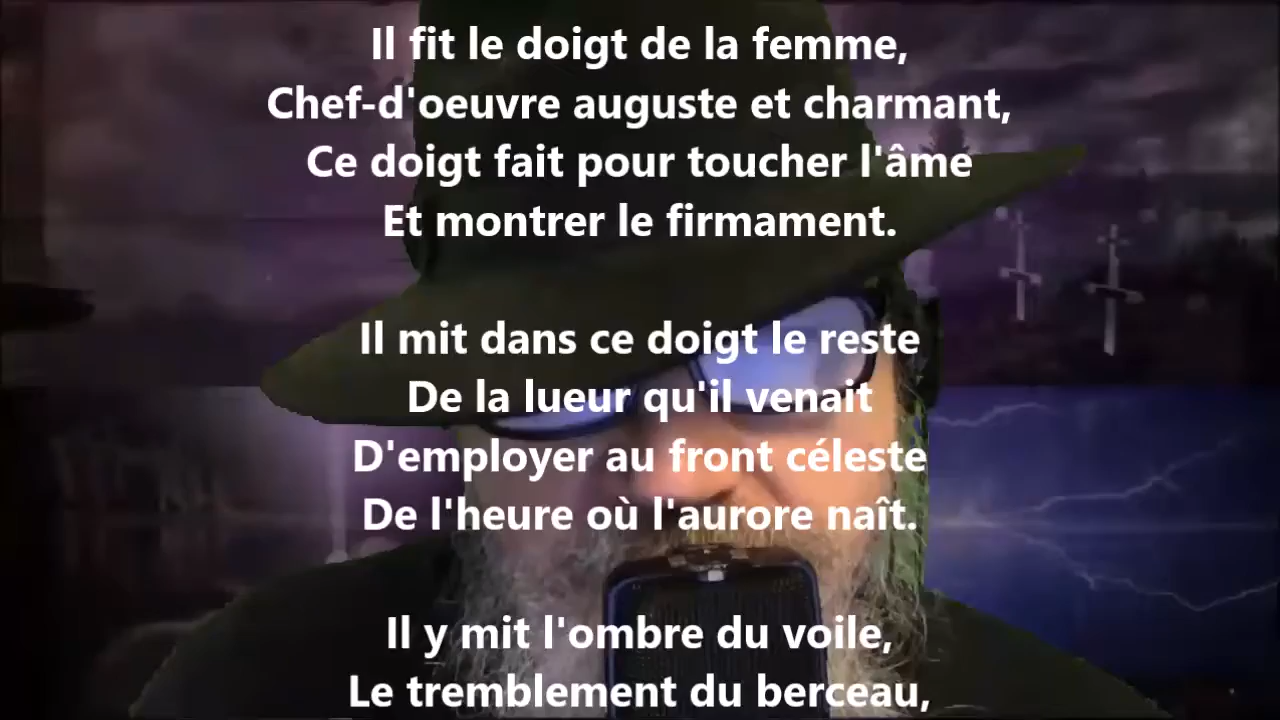 Il fit le doigt de la femme,
Chef-d'oeuvre auguste et charmant,
Ce doigt fait pour toucher l'âme
Et montrer le firmament.
Il mit dans ce doigt le reste
De la lueur qu'il venait
D'employer au front céleste
De l'heure où l'aurore naît.
Il y mit l'ombre du voile,
Le tremblement du berceau,